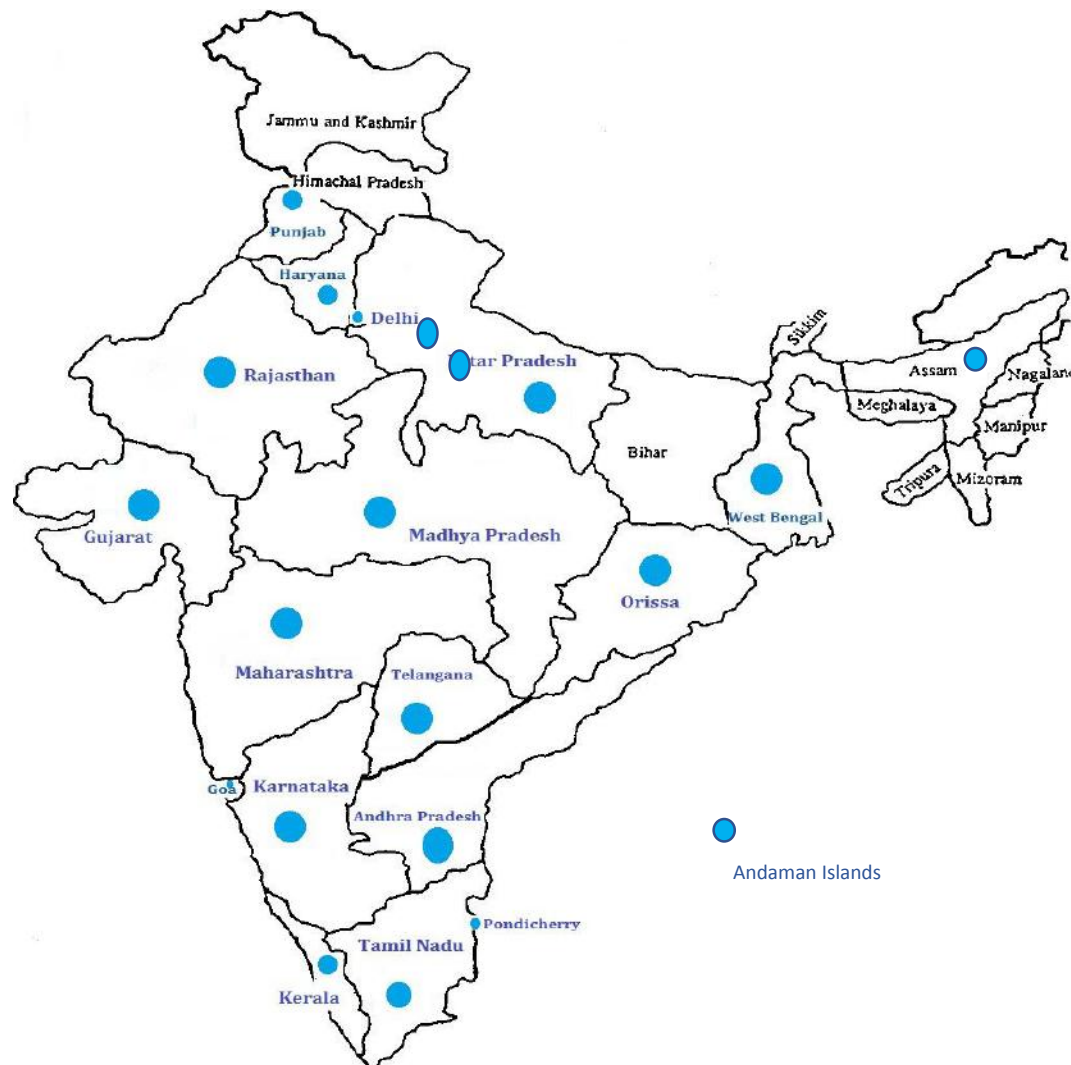 Jammu and Kashmir
Himachal Pradesh
Punjab
Haryana
Delhi
Sikkim
tar Pradesh
Rajasthan
Assam
Nagaland
Meghalaya
Manipur
Bihar
Tripura
Mizoram
West Bengal
Gujarat
Madhya Pradesh
Orissa
Maharashtra
Telangana
Goa
Karnataka
Andhra Pradesh
Andaman Islands
Pondicherry
Tamil Nadu
Kerala